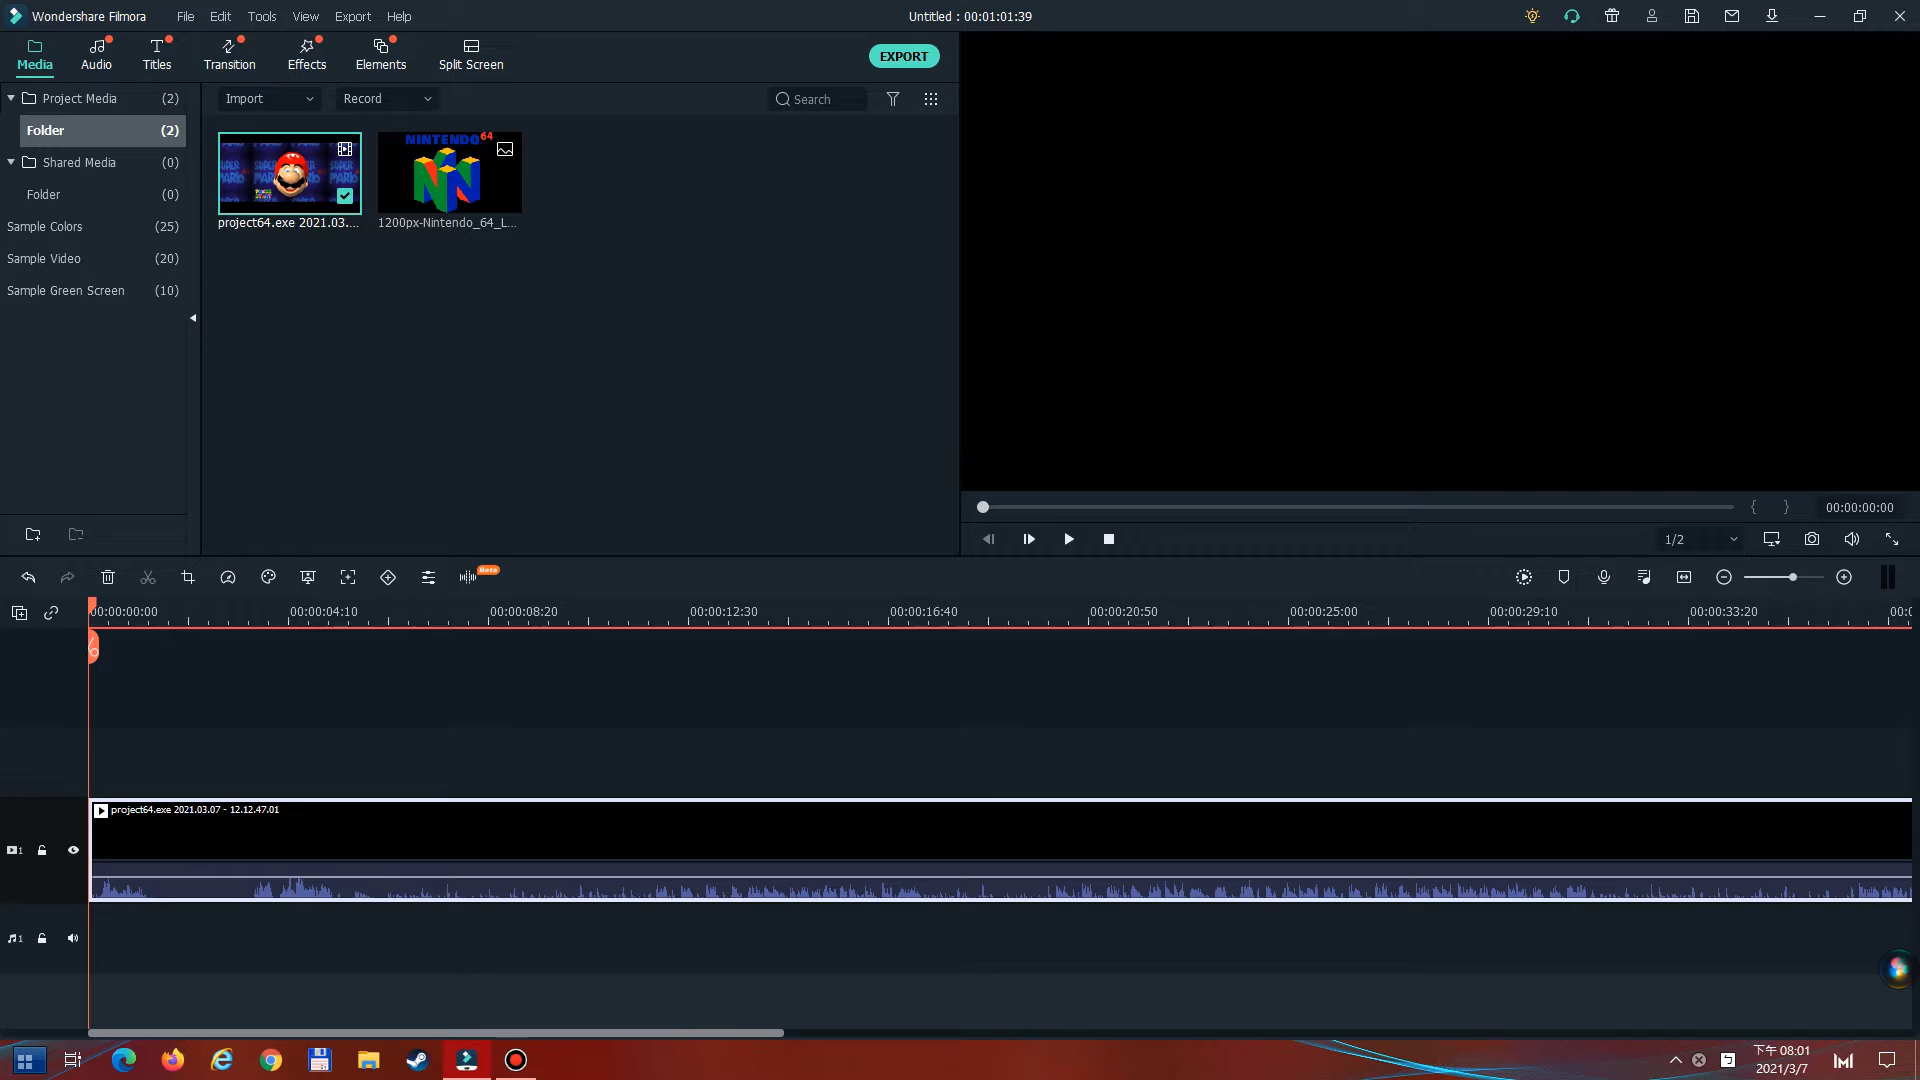 Wondershare Filmora File Edit Tools View Export Help
Untitled : 00:01:01:39
Media Audio Titles Transition Effects Elements Split Screen
EXPORT
Project Media (2)
Folder (2)
Shared Media (0)
Folder (0)
Sample Colors (25)
Sample Video (20)
Sample Green Screen (10)
Import Record Search
PRESS START
NINTENDO 64
project64.exe 2021.03.... 1200px-Nintendo_64_L...
{ } 00:00:00:00
1/2
Beta
00:00:00:00 00:00:04:10 00:00:08:20 00:00:12:30 00:00:16:40 00:00:20:50 00:00:25:00 00:00:29:10 00:00:33:20 00:0
project64.exe 2021.03.07 - 12.12.47.01
1
1
下午 08:01
2021/3/7